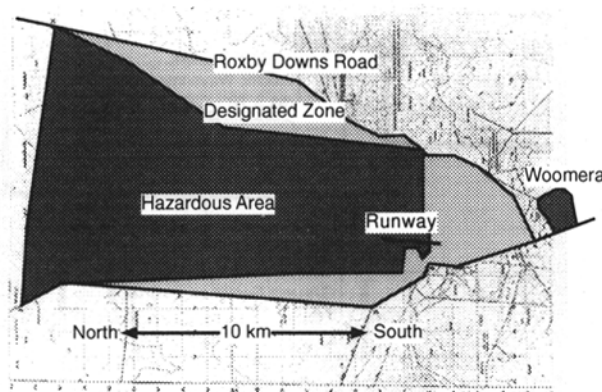 Roxby Downs Road
Designated Zone
Woomera
Hazardous Area
Runway
North
10 km
South